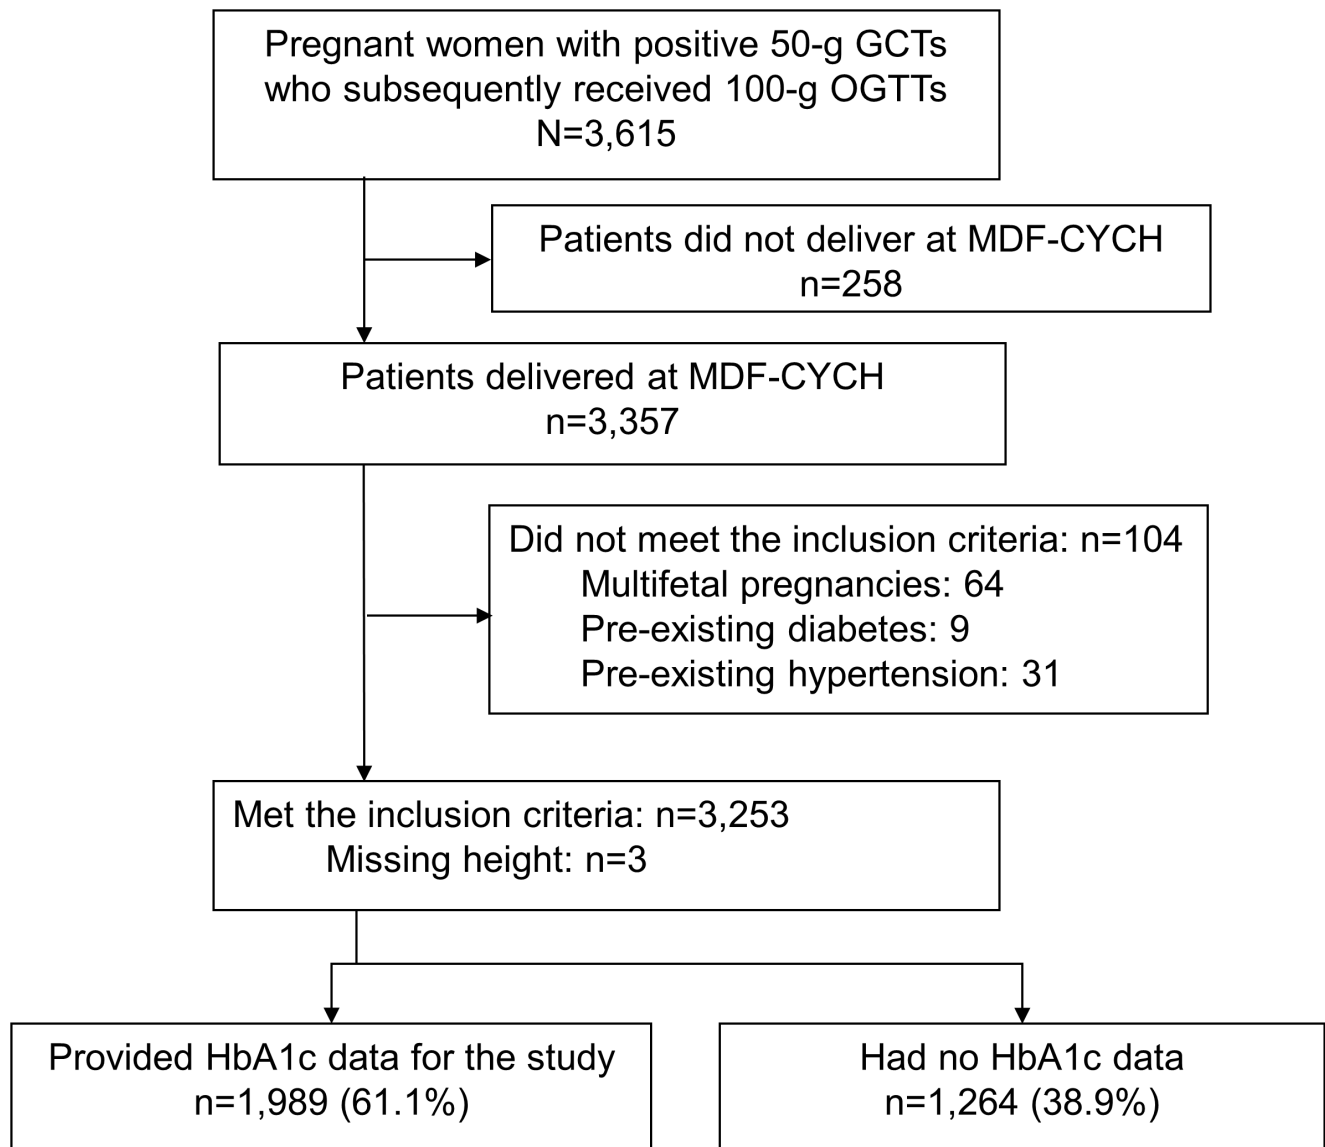 Pregnant women with positive 50-g GCTs
who subsequently received 100-g OGTTs
N=3,615
Patients did not deliver at MDF-CYCH
n=258
Patients delivered at MDF-CYCH
n=3,357
Did not meet the inclusion criteria: n=104
Multifetal pregnancies: 64
Pre-existing diabetes: 9
Pre-existing hypertension: 31
Met the inclusion criteria: n=3,253
Missing height: n=3
Provided HbA1c data for the study
n=1,989 (61.1%)
Had no HbA1c data
n=1,264 (38.9%)